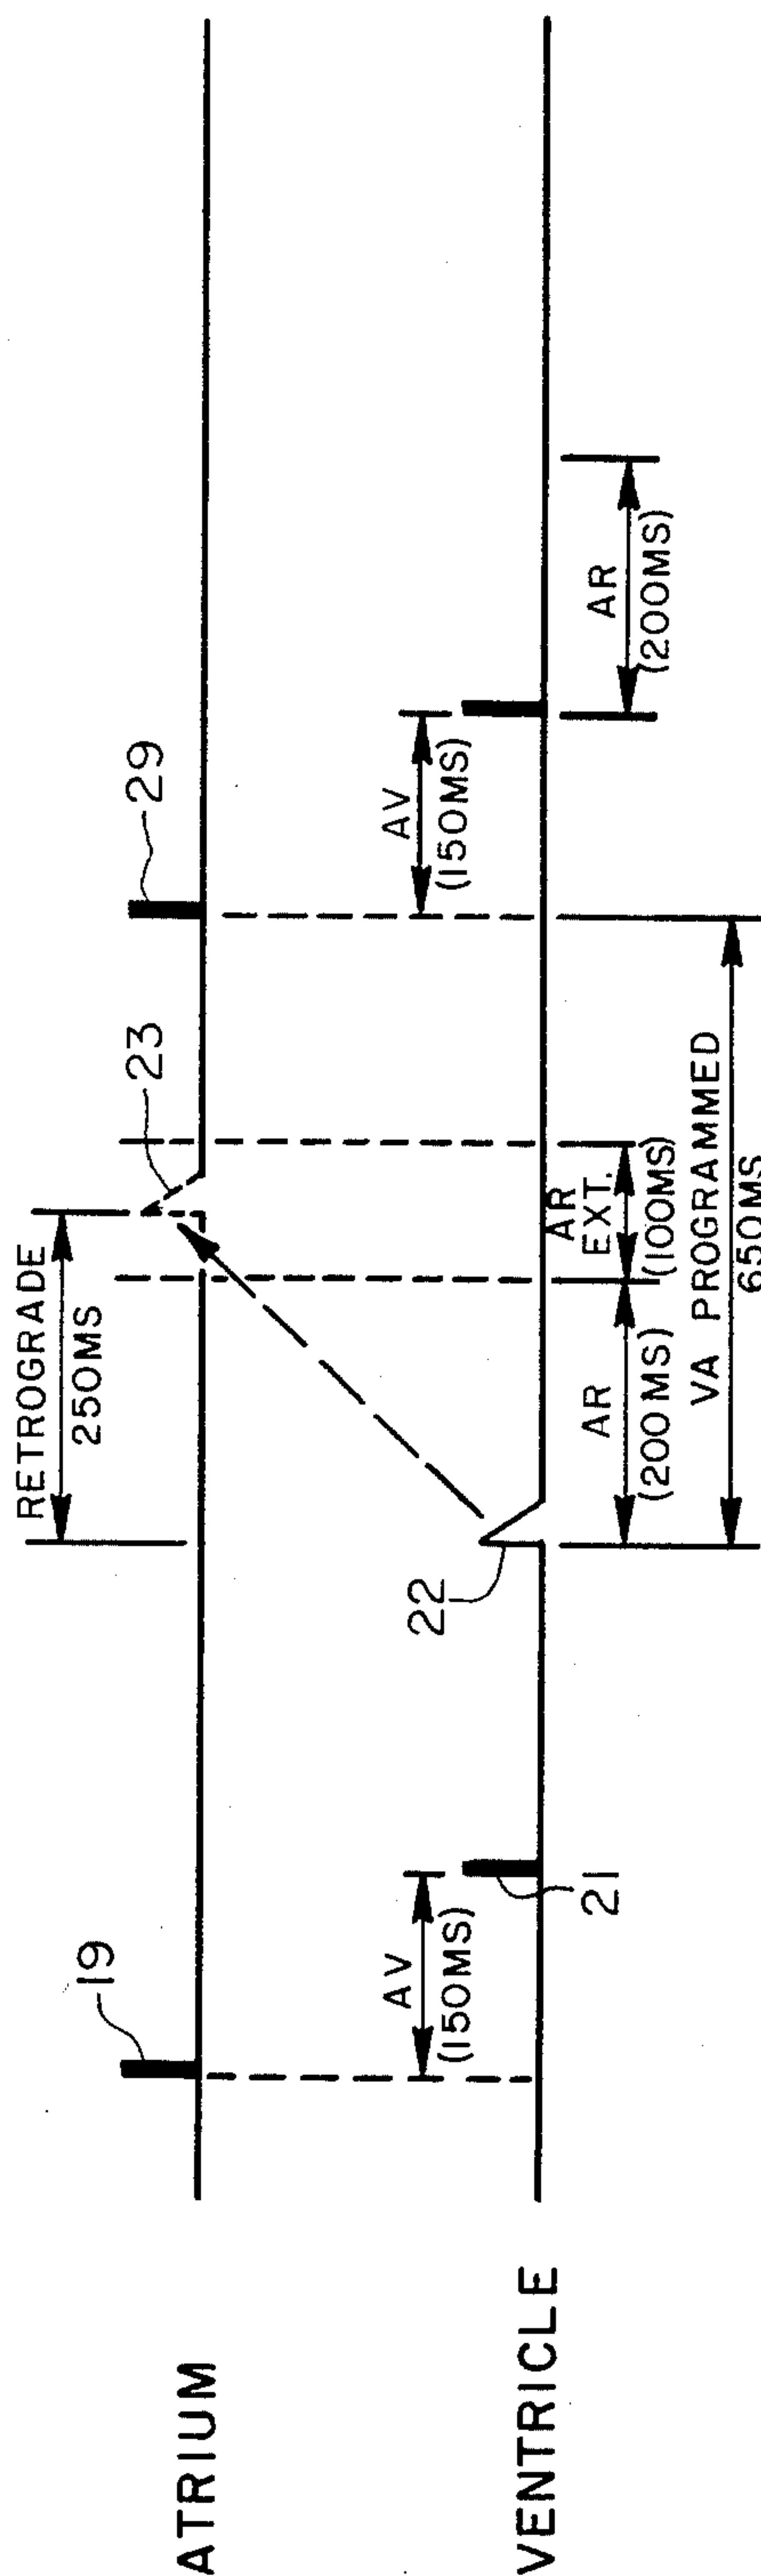 RETROGRADE
250MS
19
23
29
ATRIUM
AV
(150MS)
AV
(150MS)
21
22
VENTRICLE
AR
(200MS)
AR
EXT.
(100MS)
AR
(200MS)
VA PROGRAMMED
650MS